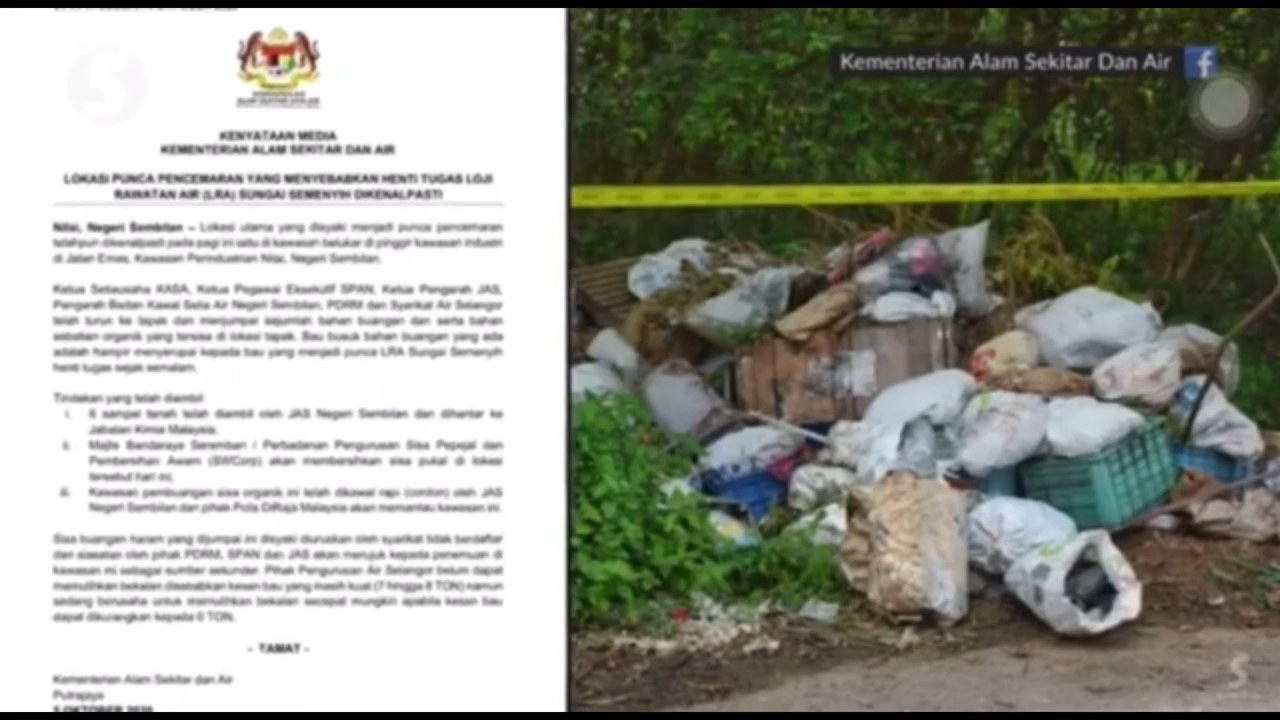 Kementerian Alam Sekitar Dan Air
KENYATAAN MEDIA
KEMENTERIAN ALAM SEKITAR DAN AIR
LOKASI PUNCA PENCEMARAN YANG MENYEBABKAN HENTI TUGAS LOJI
RAWATAN AIR (LRA) SUNGAI SEMENYIH DIKENALPASTI
Nilai, Negeri Sembilan – Lokasi utama yang disyaki menjadi punca pencemaran
telahpun dikenalpasti pada pagi ini iaitu di kawasan belukar di pinggir kawasan industri
di Jalan Emas, Kawasan Perindustrian Nilai, Negeri Sembilan.
Ketua Setiausaha KASA, Ketua Pegawai Eksekutif SPAN, Ketua Pengarah JAS,
Pengarah Badan Kawal Selia Air Negeri Sembilan, PDRM dan Syarikat Air Selangor
telah turun ke tapak dan menjumpai sejumlah bahan buangan dan serta bahan
sebatian organik yang tersisa di lokasi tapak. Bau busuk bahan buangan yang ada
adalah hampir menyerupai kepada bau yang menjadi punca LRA Sungai Semenyih
henti tugas sejak semalam.
Tindakan yang telah diambil:
i. 6 sampel tanah telah diambil oleh JAS Negeri Sembilan dan dihantar ke
Jabatan Kimia Malaysia;
ii. Majlis Bandaraya Seremban / Perbadanan Pengurusan Sisa Pepejal dan
Pembersihan Awam (SWCorp) akan membersihkan sisa pukal di lokasi
tersebut hari ini;
iii. Kawasan pembuangan sisa organik ini telah dikawal rapi (cordon) oleh JAS
Negeri Sembilan dan pihak Polis DiRaja Malaysia akan memantau kawasan ini.
Sisa buangan haram yang dijumpai ini disyaki diuruskan oleh syarikat tidak berdaftar
dan siasatan oleh pihak PDRM, SPAN dan JAS akan merujuk kepada penemuan di
kawasan ini sebagai sumber sekunder. Pihak Pengurusan Air Selangor belum dapat
memulihkan bekalan disebabkan kesan bau yang masih kuat (7 hingga 8 TON) namun
sedang berusaha untuk memulihkan bekalan secepat mungkin apabila kesan bau
dapat dikurangkan kepada 0 TON.
- TAMAT -
Kementerian Alam Sekitar dan Air
Putrajaya
5 OKTOBER 2020